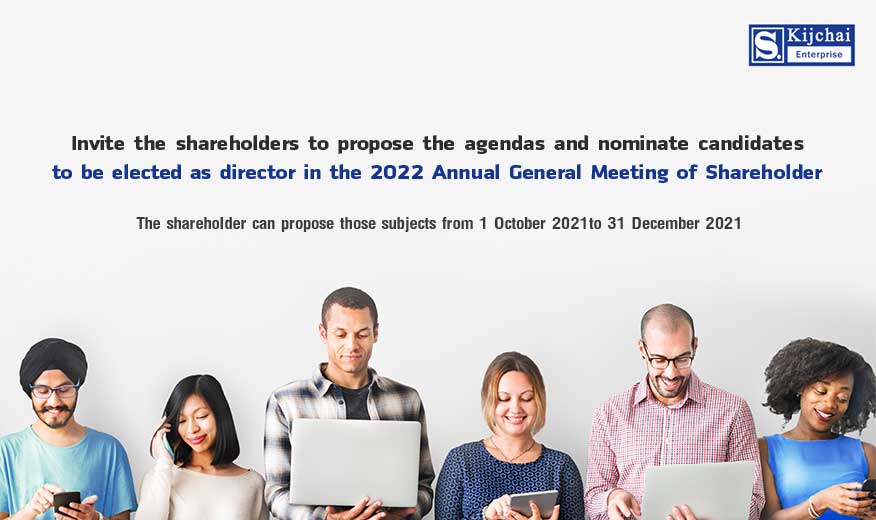 S. Kijchai
Enterprise
Invite the shareholders to propose the agendas and nominate candidates
to be elected as director in the 2022 Annual General Meeting of Shareholder
The shareholder can propose those subjects from 1 October 2021to 31 December 2021